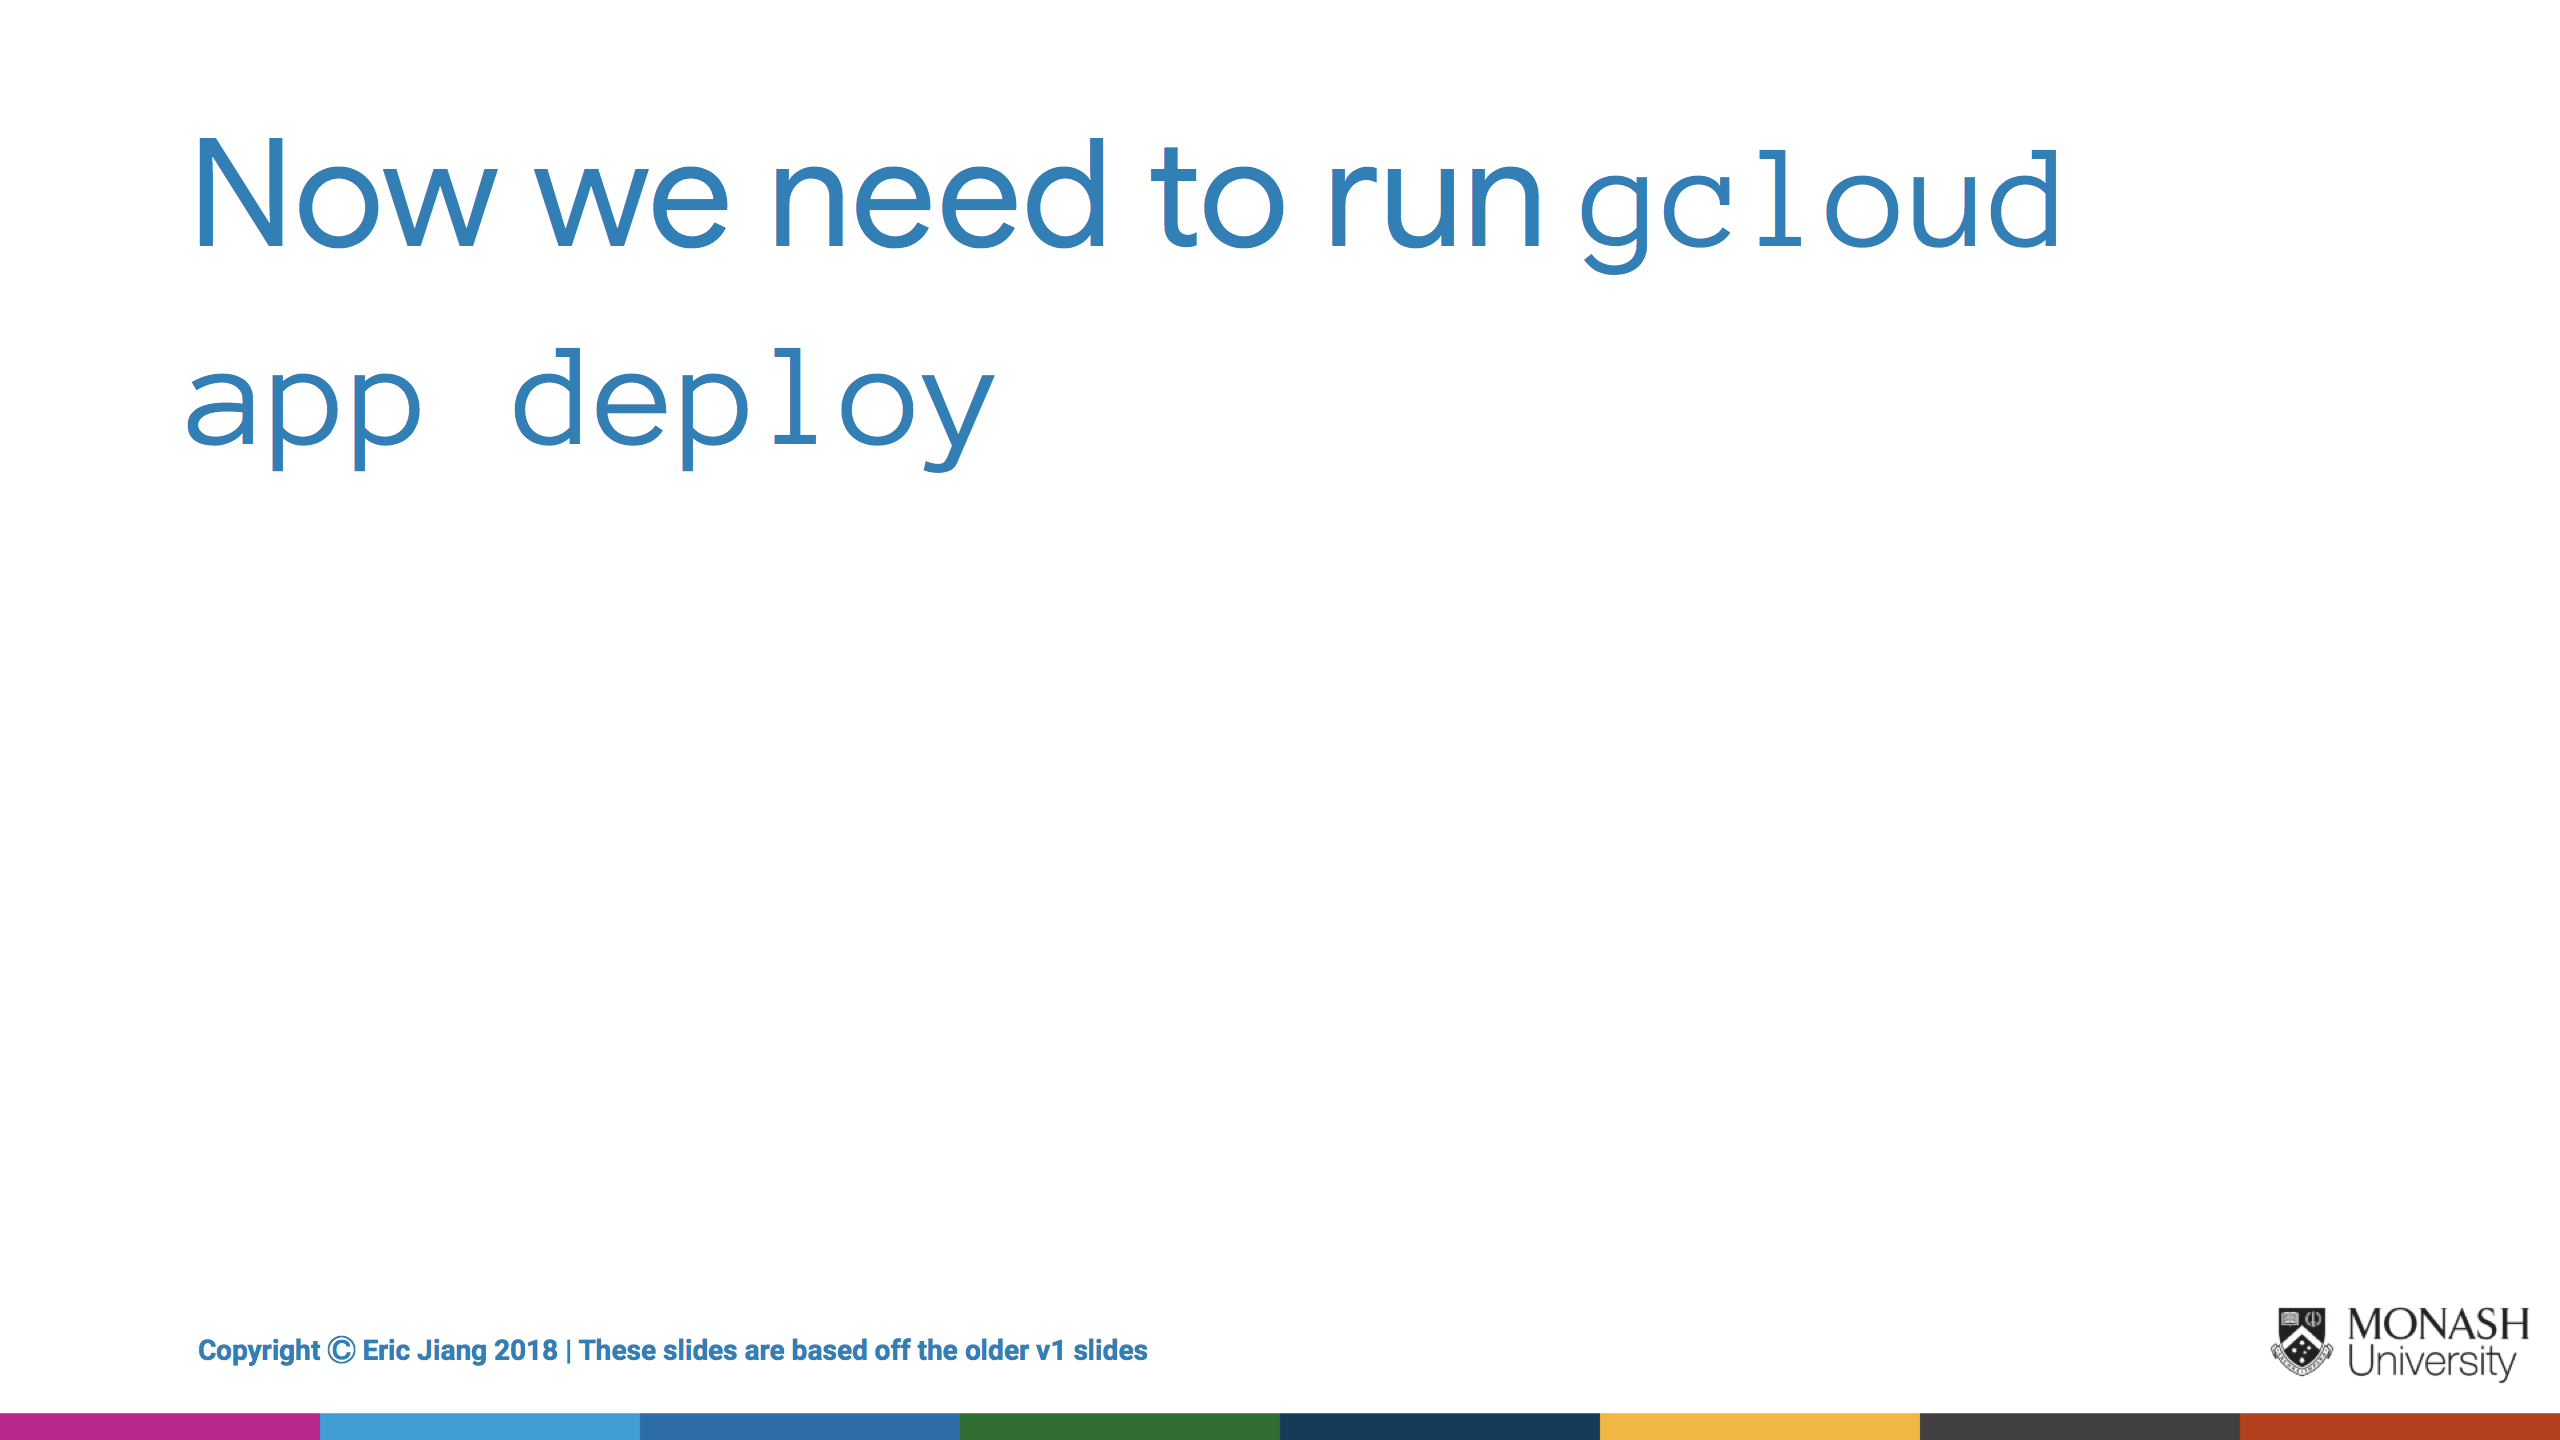 Now we need to run gcloud
app deploy
Copyright © Eric Jiang 2018 | These slides are based off the older v1 slides
MONASH
University